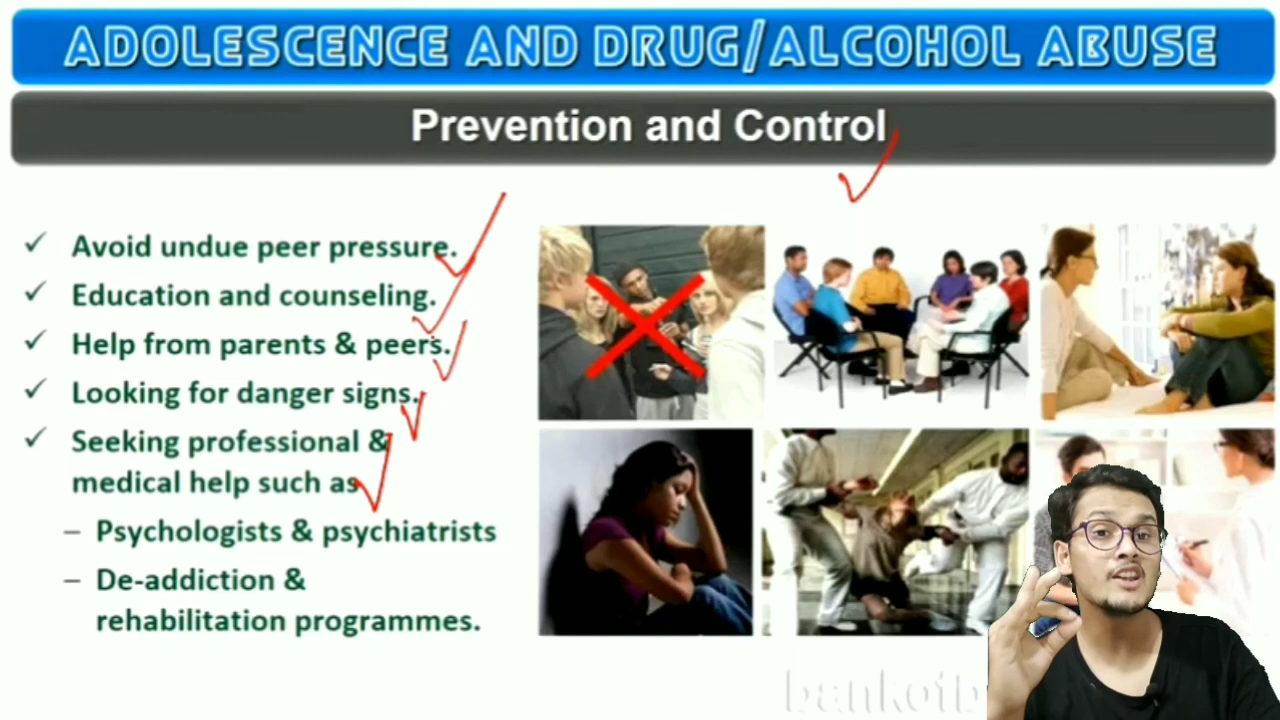 ADOLESCENCE AND DRUG/ALCOHOL ABUSE
Prevention and Control
✓ Avoid undue peer pressure.
✓ Education and counseling.
✓ Help from parents & peers.
✓ Looking for danger signs.
✓ Seeking professional &
medical help such as
– Psychologists & psychiatrists
– De-addiction &
rehabilitation programmes.